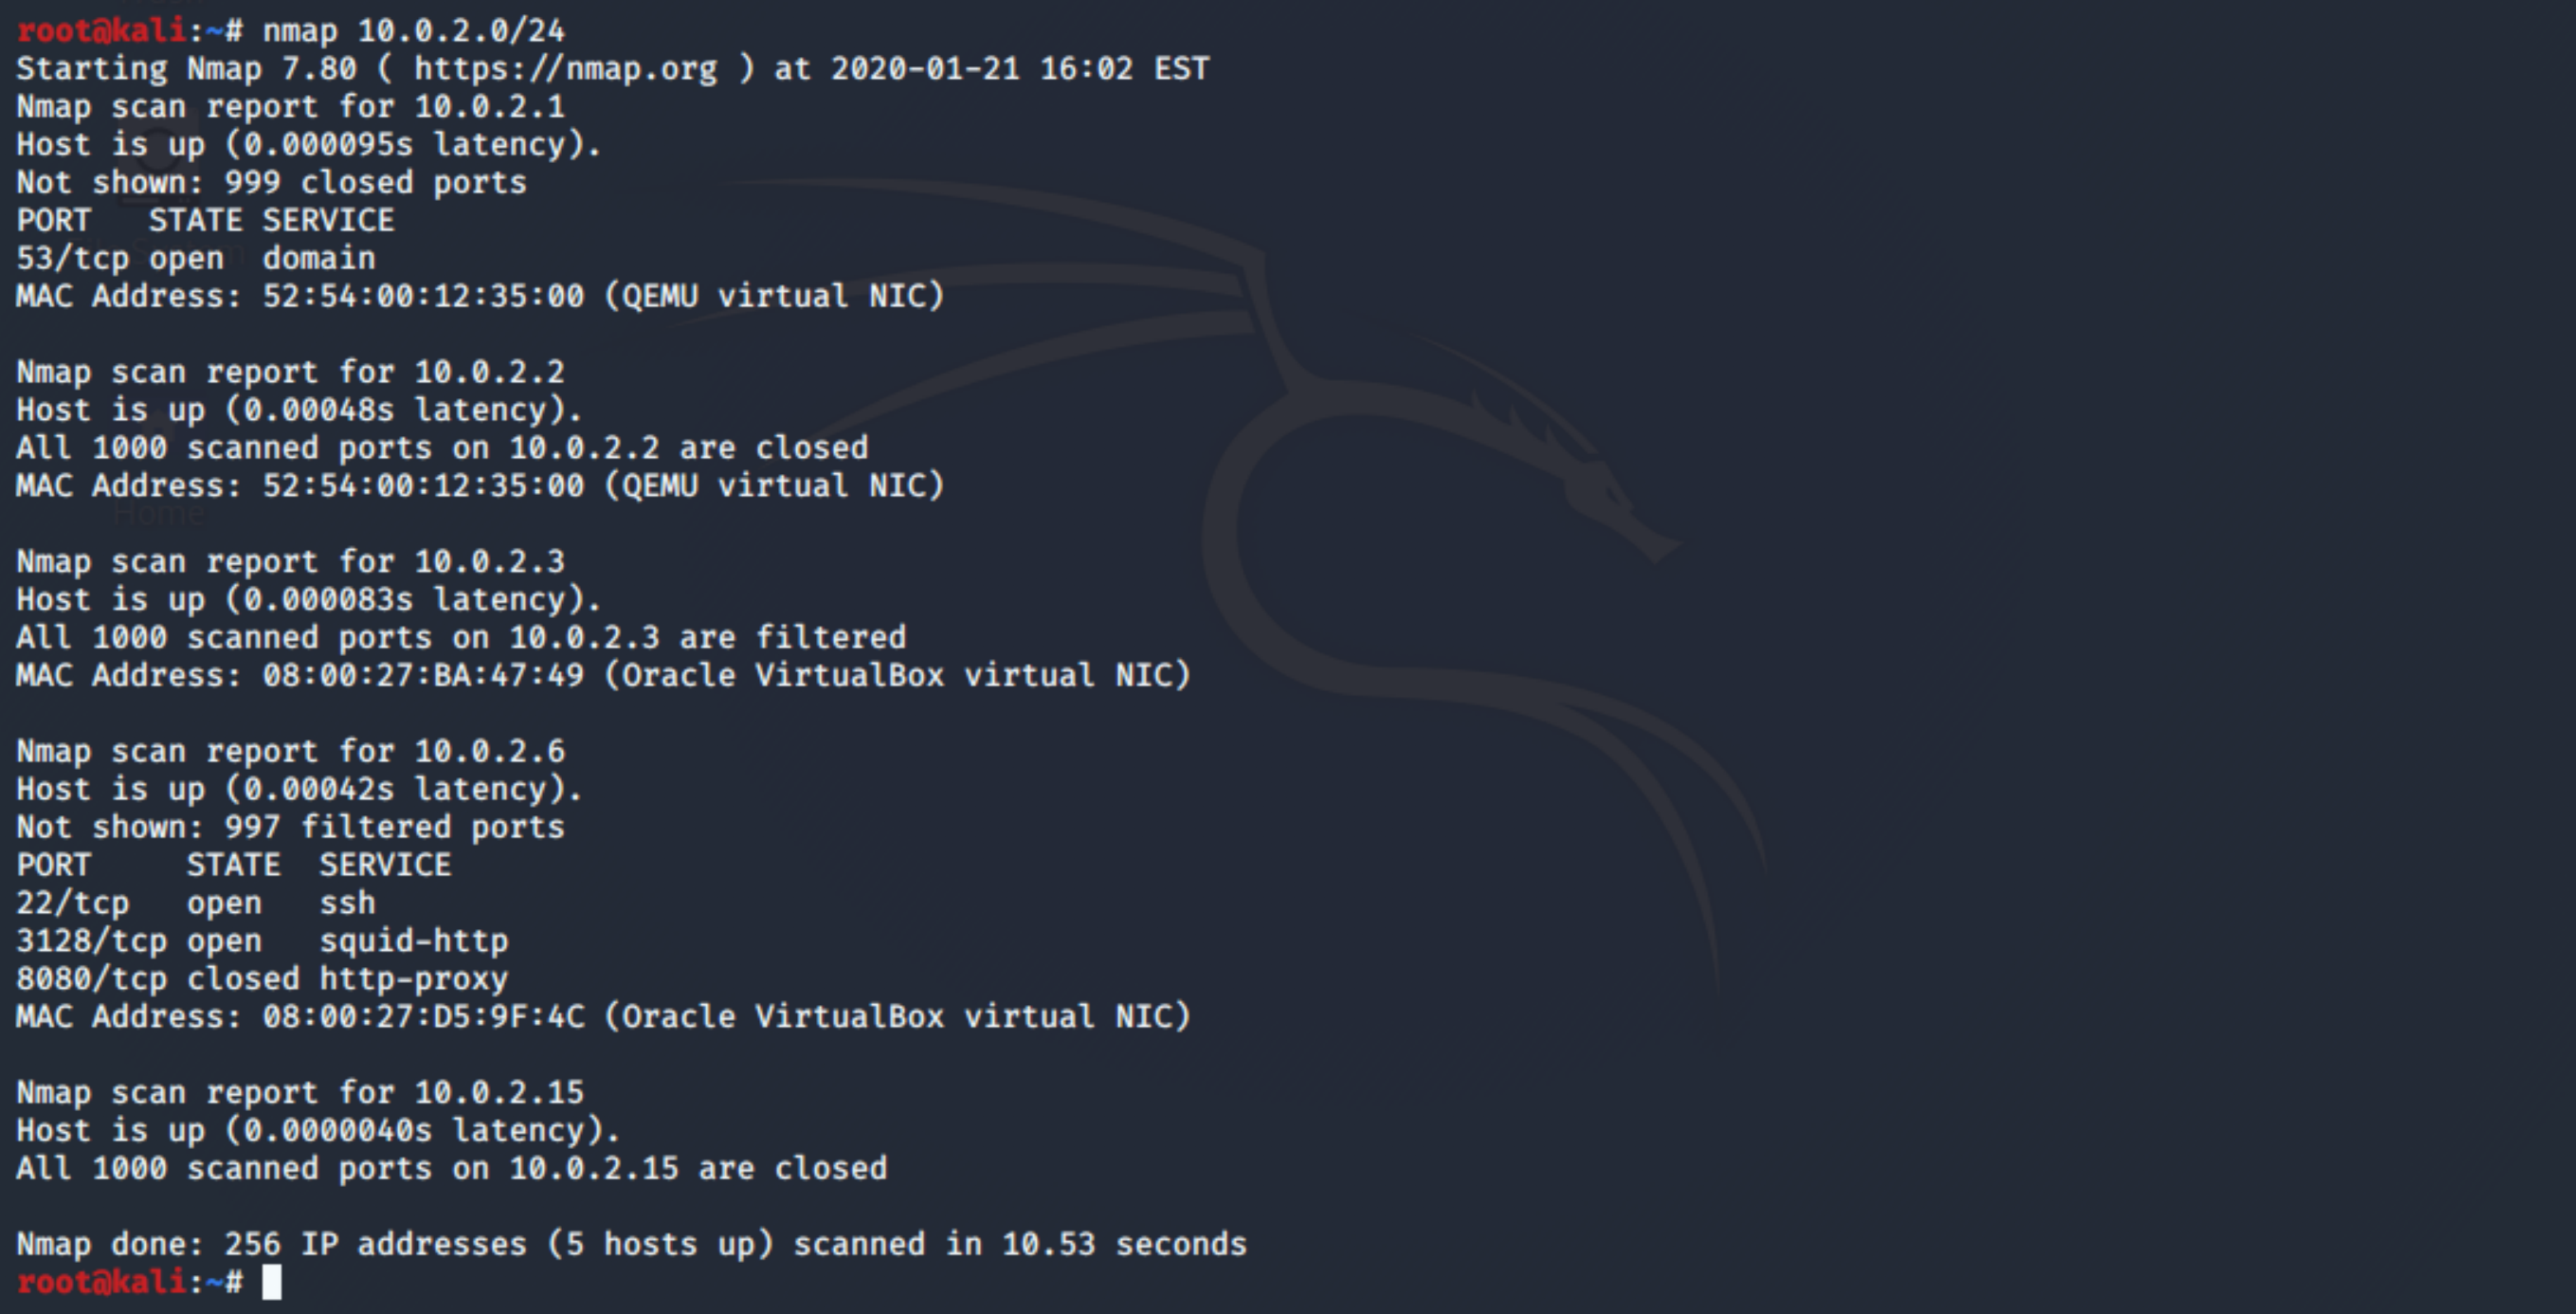 root@kali:~# nmap 10.0.2.0/24
Starting Nmap 7.80 ( https://nmap.org ) at 2020-01-21 16:02 EST
Nmap scan report for 10.0.2.1
Host is up (0.000095s latency).
Not shown: 999 closed ports
PORT   STATE SERVICE
53/tcp open  domain
MAC Address: 52:54:00:12:35:00 (QEMU virtual NIC)

Nmap scan report for 10.0.2.2
Host is up (0.00048s latency).
All 1000 scanned ports on 10.0.2.2 are closed
MAC Address: 52:54:00:12:35:00 (QEMU virtual NIC)
Home

Nmap scan report for 10.0.2.3
Host is up (0.000083s latency).
All 1000 scanned ports on 10.0.2.3 are filtered
MAC Address: 08:00:27:BA:47:49 (Oracle VirtualBox virtual NIC)

Nmap scan report for 10.0.2.6
Host is up (0.00042s latency).
Not shown: 997 filtered ports
PORT     STATE  SERVICE
22/tcp   open   ssh
3128/tcp open   squid-http
8080/tcp closed http-proxy
MAC Address: 08:00:27:D5:9F:4C (Oracle VirtualBox virtual NIC)

Nmap scan report for 10.0.2.15
Host is up (0.0000040s latency).
All 1000 scanned ports on 10.0.2.15 are closed

Nmap done: 256 IP addresses (5 hosts up) scanned in 10.53 seconds
root@kali:~#